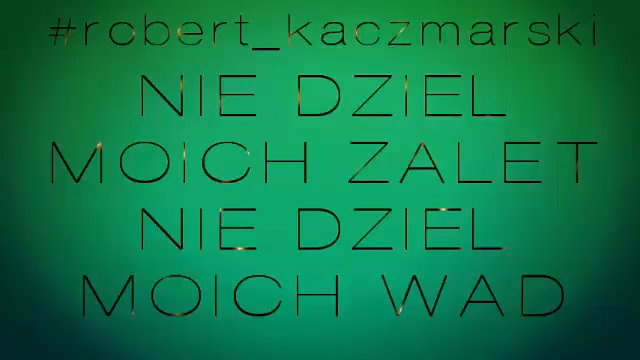 #robert_kaczmarski
NIE DZIEL
MOICH ZALET
NIE DZIEL
MOICH WAD